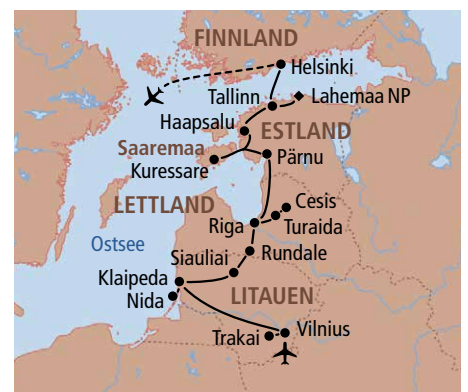 FINNLAND
Helsinki
Tallinn
Lahemaa NP
Haapsalu
ESTLAND
Saaremaa
Kuressare
Pärnu
LETTLAND
Cesis
Riga
Turaida
Ostsee
Siauliai
Rundale
Klaipeda
Nida
LITAUEN
Trakai
Vilnius